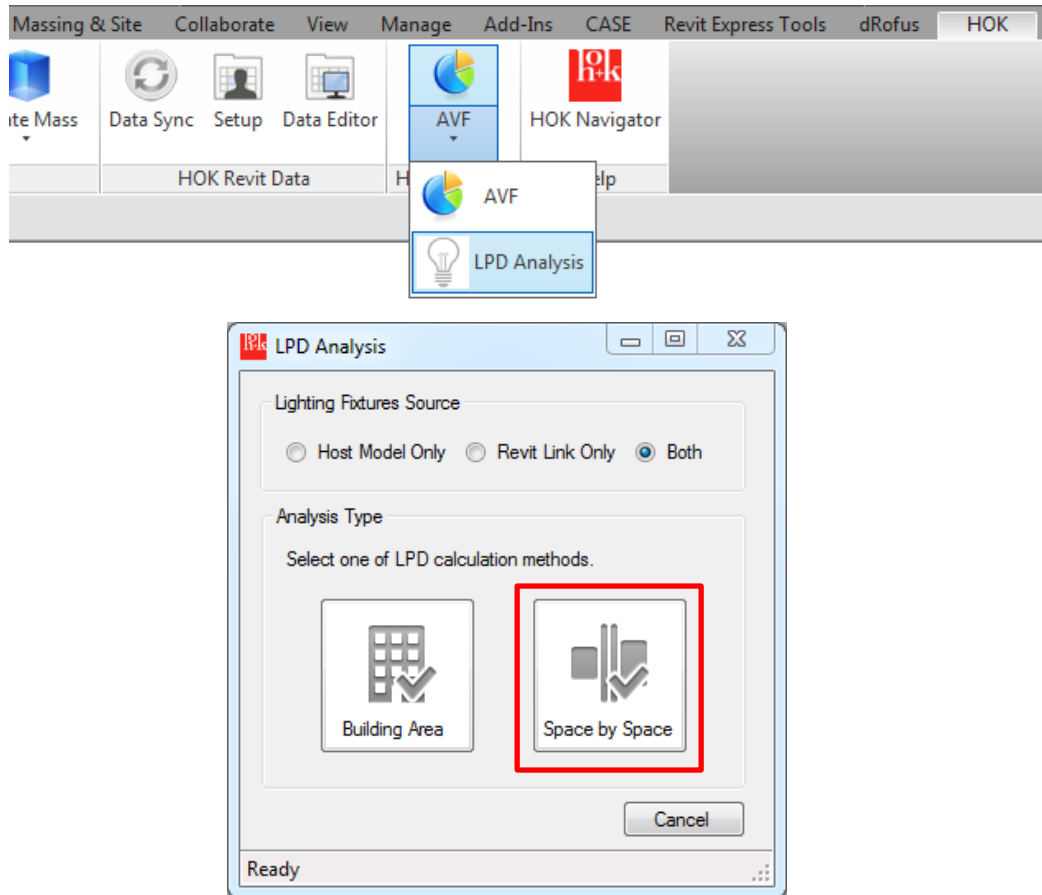 Massing & Site Collaborate View Manage Add-Ins CASE Revit Express Tools dRofus HOK
h+k
Data Sync Setup Data Editor AVF HOK Navigator
Mass
HOK Revit Data
AVF
LPD Analysis
LPD Analysis
Lighting Fixtures Source
Host Model Only Revit Link Only Both
Analysis Type
Select one of LPD calculation methods.
Building Area Space by Space
Cancel
Ready